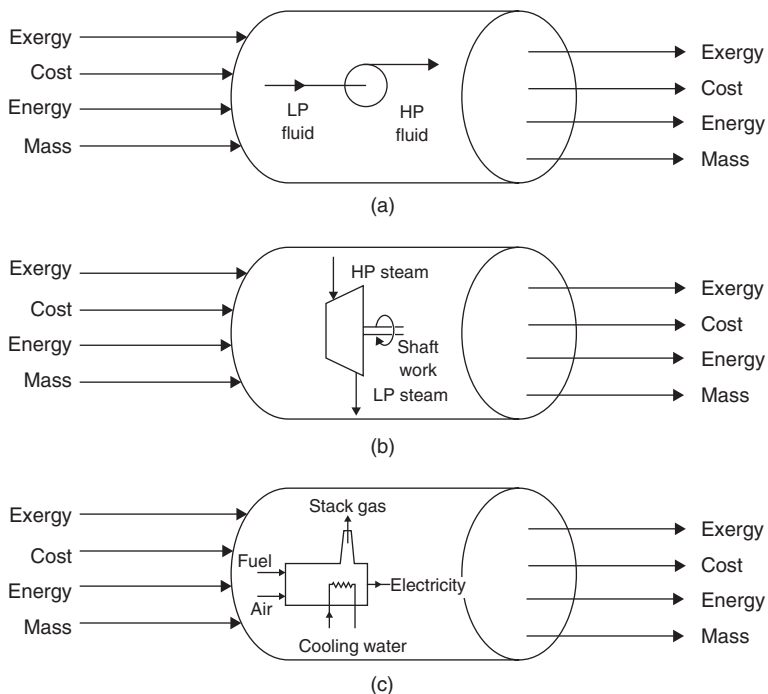 Exergy
Cost
Energy
Mass
LP
fluid
HP
fluid
Exergy
Cost
Energy
Mass
(a)
Exergy
Cost
Energy
Mass
HP steam
Shaft
work
LP steam
Exergy
Cost
Energy
Mass
(b)
Exergy
Cost
Energy
Mass
Stack gas
Fuel
Air
Electricity
Cooling water
Exergy
Cost
Energy
Mass
(c)